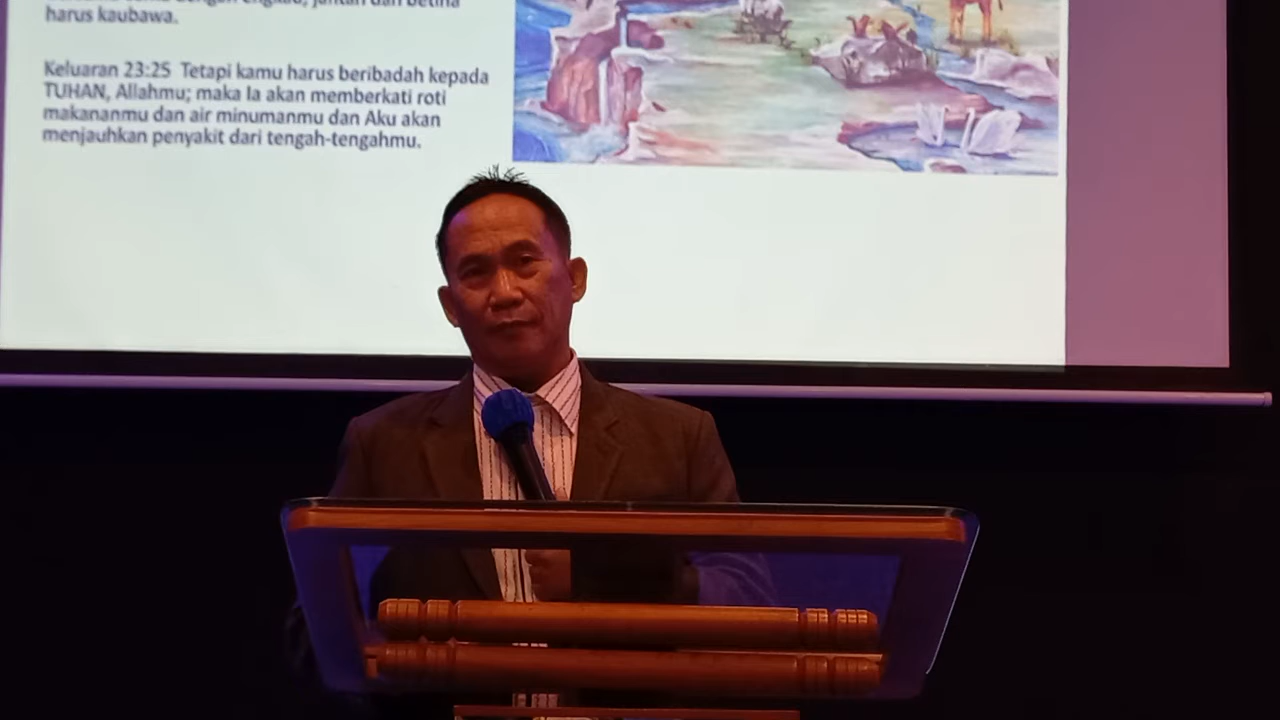 harus kaubawa.
Keluaran 23:25 Tetapi kamu harus beribadah kepada
TUHAN, Allahmu; maka Ia akan memberkati roti
makananmu dan air minumanmu dan Aku akan
menjauhkan penyakit dari tengah-tengahmu.